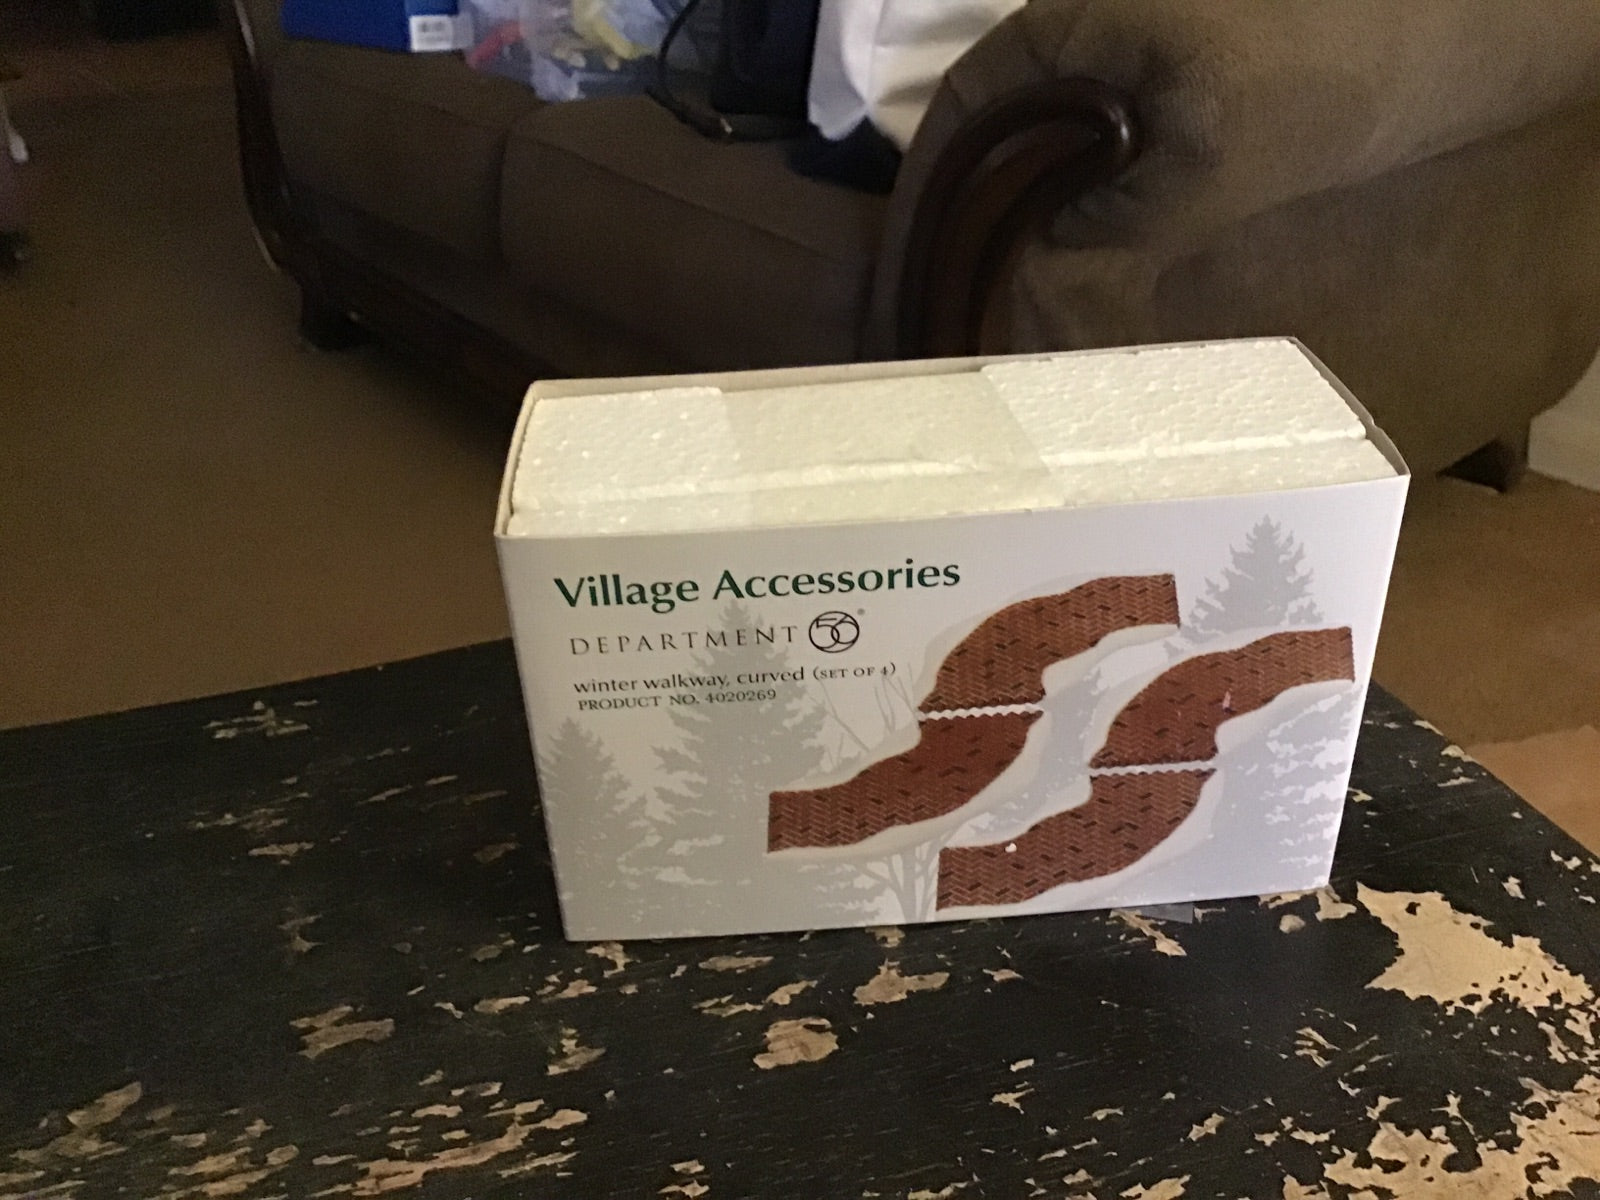 Village Accessories
DEPARTMENT 56®
winter walkway, curved (SET OF 4)
PRODUCT NO. 4020269